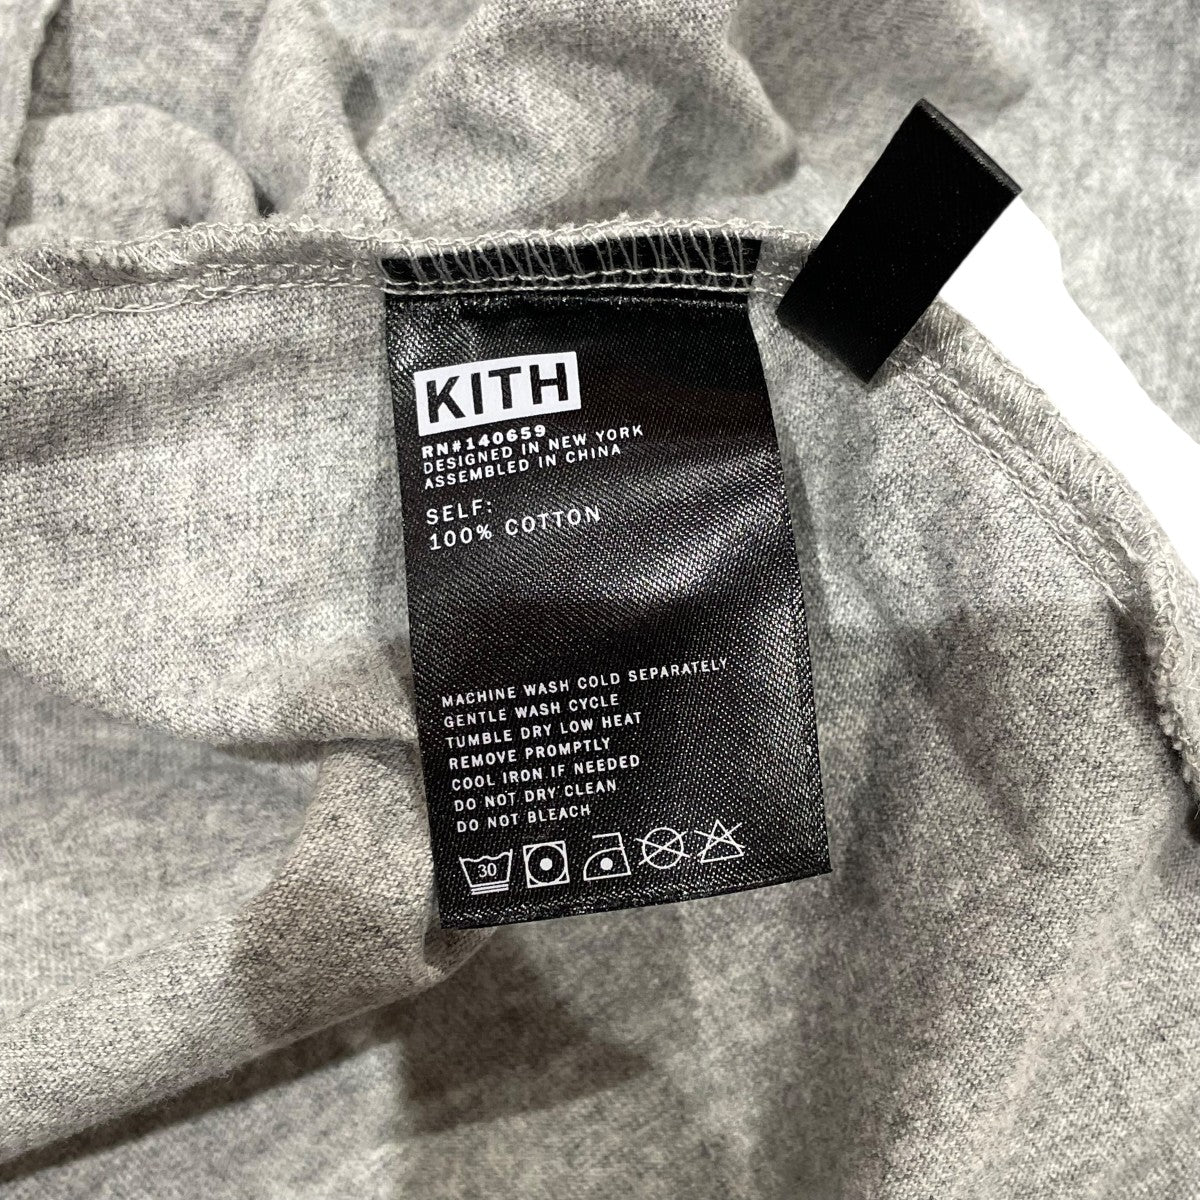 KITH
RN#140659
DESIGNED IN NEW YORK
ASSEMBLED IN CHINA
SELF:
100% COTTON
MACHINE WASH COLD SEPARATELY
GENTLE WASH CYCLE
TUMBLE DRY LOW HEAT
REMOVE PROMPTLY
COOL IRON IF NEEDED
DO NOT DRY CLEAN
DO NOT BLEACH
30